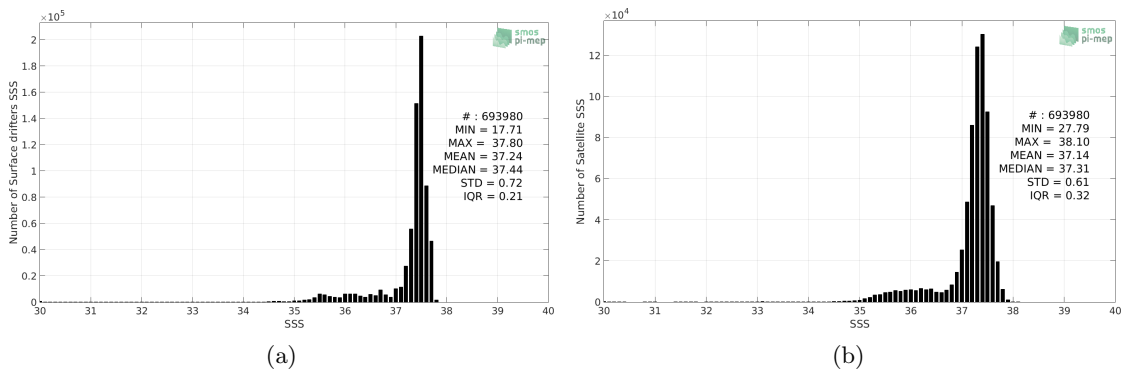 ×10⁵
smos
pi-mep
Number of Surface drifters SSS
2
1.8
1.6
1.4
1.2
1
0.8
0.6
0.4
0.2
0
# : 693980
MIN = 17.71
MAX = 37.80
MEAN = 37.24
MEDIAN = 37.44
STD = 0.72
IQR = 0.21
30 31 32 33 34 35 36 37 38 39 40
SSS
(a)
×10⁴
smos
pi-mep
Number of Satellite SSS
12
10
8
6
4
2
0
# : 693980
MIN = 27.79
MAX = 38.10
MEAN = 37.14
MEDIAN = 37.31
STD = 0.61
IQR = 0.32
30 31 32 33 34 35 36 37 38 39 40
SSS
(b)